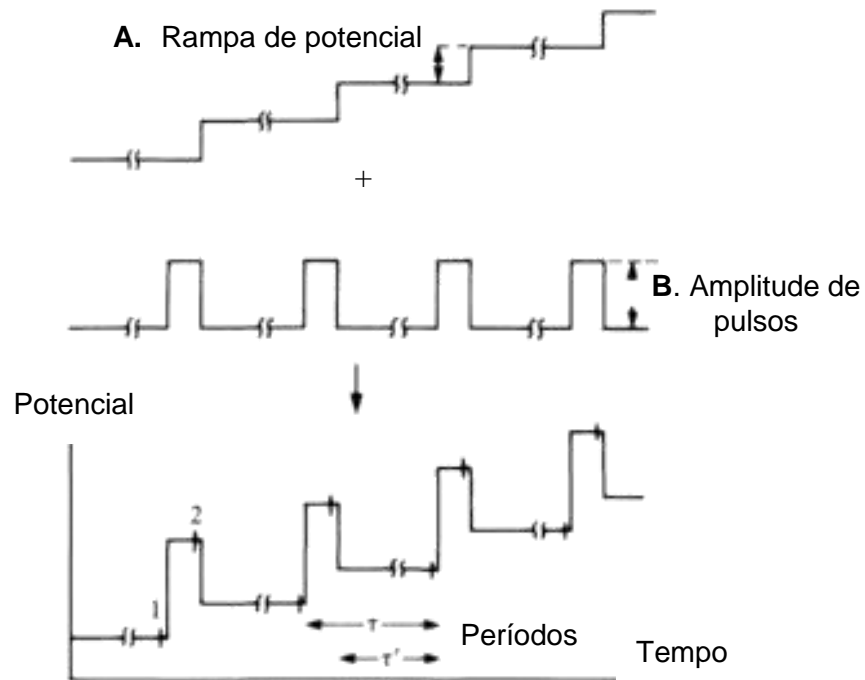 A. Rampa de potencial
+
B. Amplitude de
pulsos
Potencial
2
1
τ
Períodos
τ'
Tempo